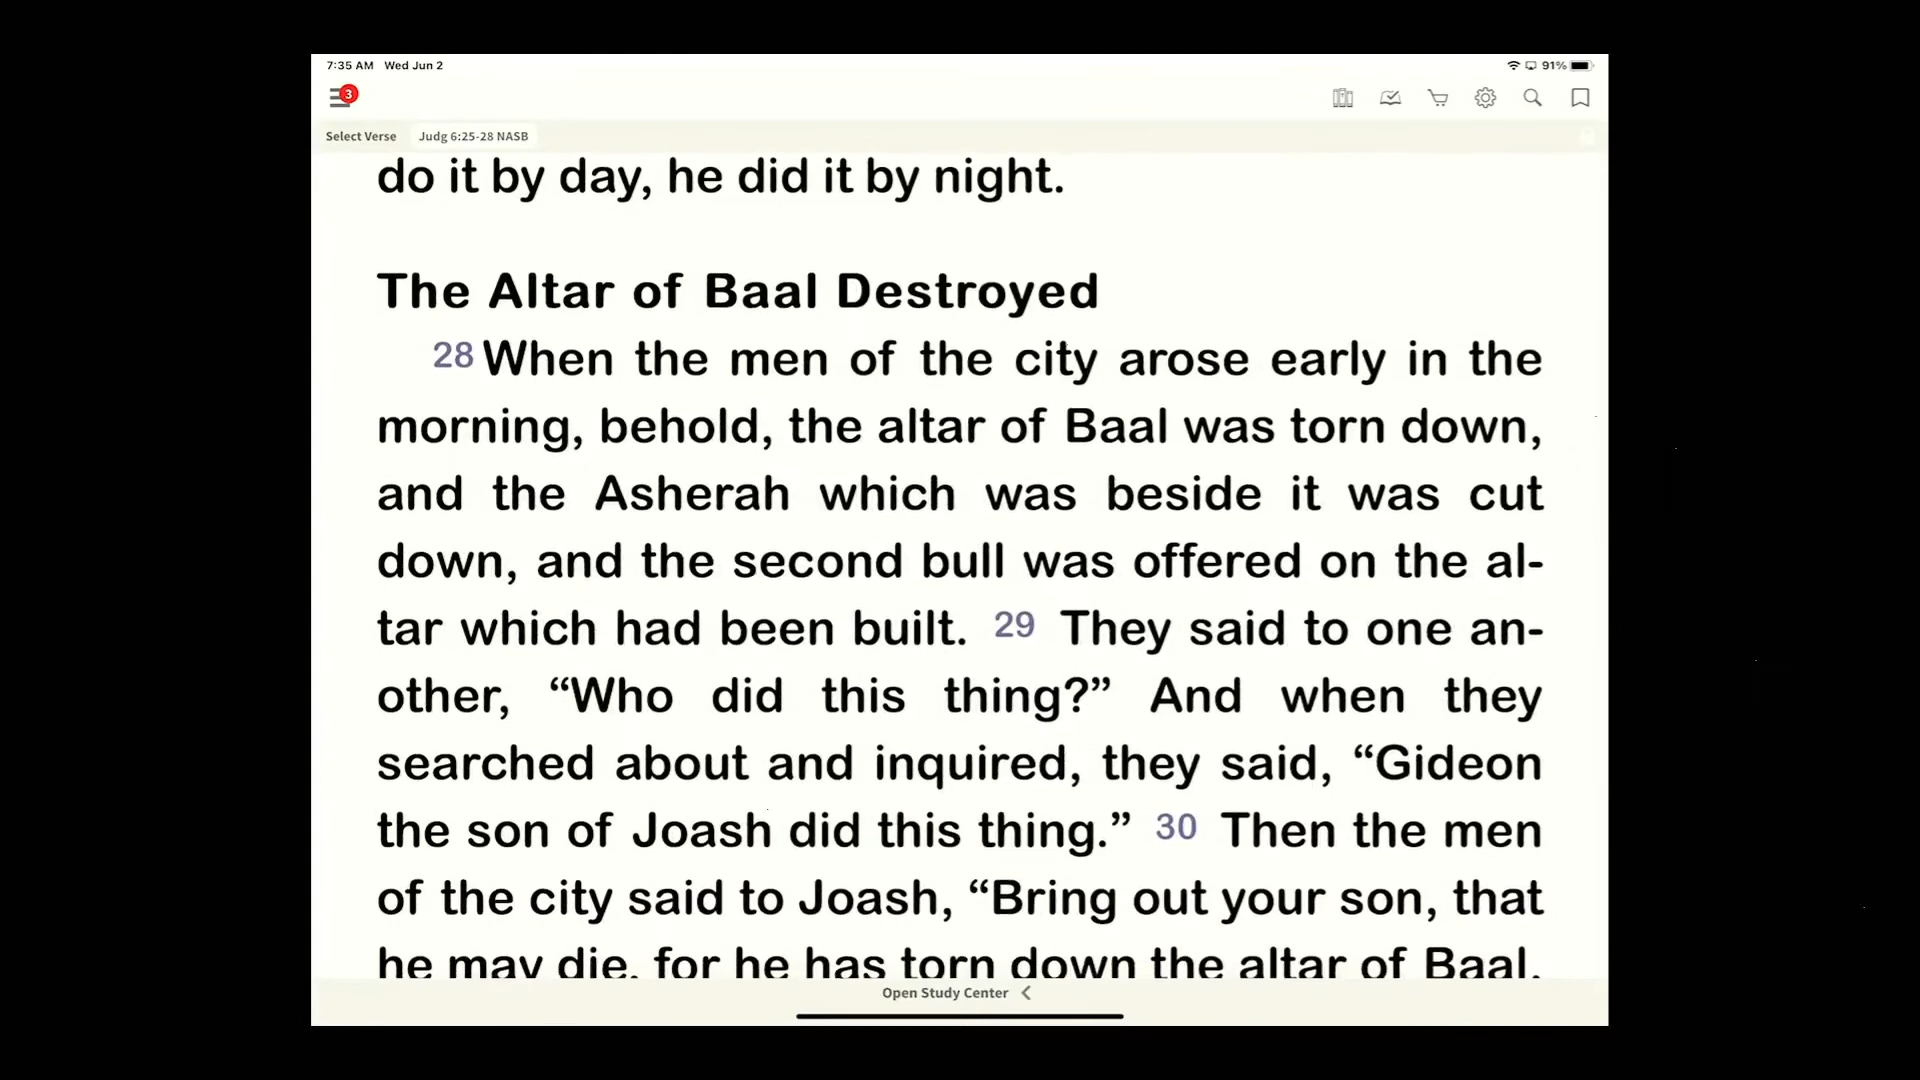 7:35 AM Wed Jun 2
91%
3
Select Verse Judg 6:25-28 NASB
do it by day, he did it by night.
The Altar of Baal Destroyed
28 When the men of the city arose early in the
morning, behold, the altar of Baal was torn down,
and the Asherah which was beside it was cut
down, and the second bull was offered on the al-
tar which had been built. 29 They said to one an-
other, “Who did this thing?” And when they
searched about and inquired, they said, “Gideon
the son of Joash did this thing.” 30 Then the men
of the city said to Joash, “Bring out your son, that
he may die, for he has torn down the altar of Baal,
Open Study Center